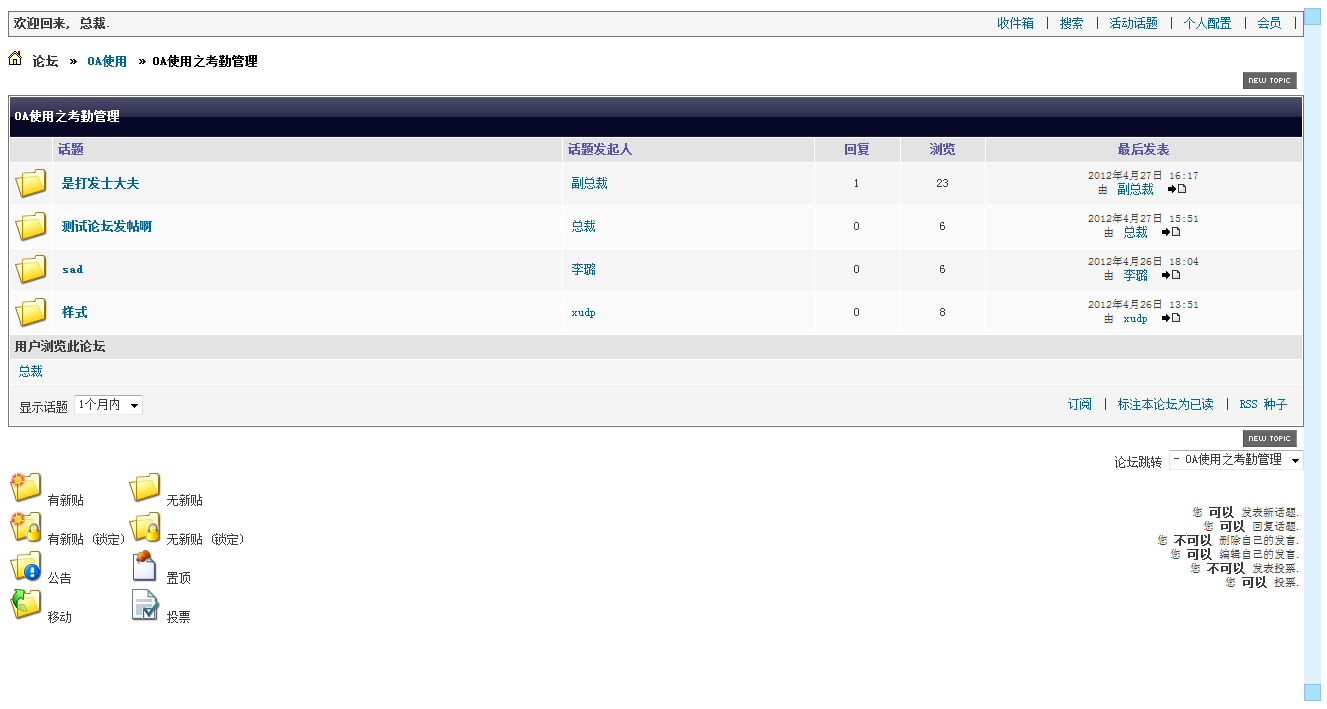 欢迎回来, 总裁.
收件箱 | 搜索 | 活动话题 | 个人配置 | 会员 |
论坛 » OA使用 » OA使用之考勤管理
NEW TOPIC
OA使用之考勤管理
话题 话题发起人 回复 浏览 最后发表
是打发士大夫 副总裁 1 23 2012年4月27日 16:17
由 副总裁
测试论坛发帖啊 总裁 0 6 2012年4月27日 15:51
由 总裁
sad 李璐 0 6 2012年4月26日 18:04
由 李璐
样式 xudp 0 8 2012年4月26日 13:51
由 xudp
用户浏览此论坛
总裁
显示话题 1个月内 订阅 | 标注本论坛为已读 | RSS 种子
NEW TOPIC
论坛跳转 - OA使用之考勤管理
有新贴 无新贴
有新贴（锁定） 无新贴（锁定）
公告 置顶
移动 投票
您 可以 发表新话题.
您 可以 回复话题.
您 不可以 删除自己的发言.
您 可以 编辑自己的发言.
您 不可以 发表投票.
您 可以 投票.